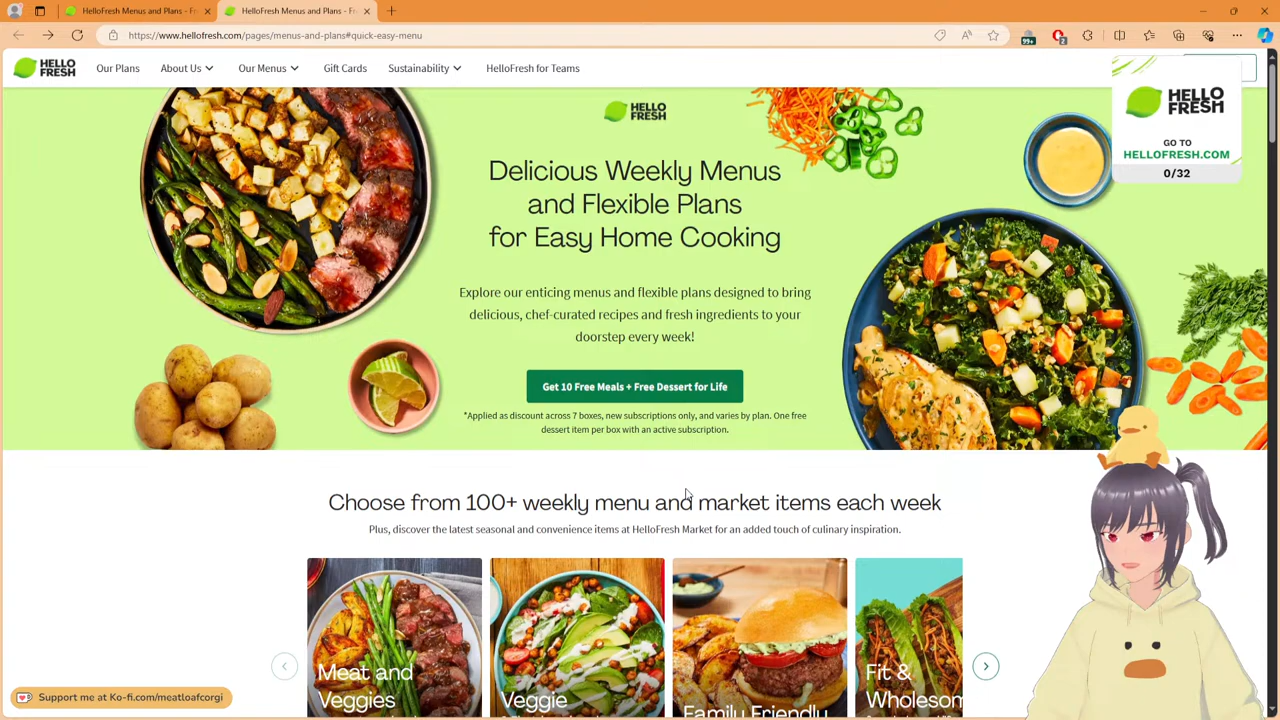 HelloFresh Menus and Plans - Fr
HelloFresh Menus and Plans - Fr
https://www.hellofresh.com/pages/menus-and-plans#quick-easy-menu
99+
2
HELLO
FRESH
Our Plans
About Us
Our Menus
Gift Cards
Sustainability
HelloFresh for Teams
HELLO
FRESH
GO TO
HELLOFRESH.COM
0/32
HELLO
FRESH
Delicious Weekly Menus
and Flexible Plans
for Easy Home Cooking
Explore our enticing menus and flexible plans designed to bring
delicious, chef-curated recipes and fresh ingredients to your
doorstep every week!
Get 10 Free Meals + Free Dessert for Life
*Applied as discount across 7 boxes, new subscriptions only, and varies by plan. One free
dessert item per box with an active subscription.
Choose from 100+ weekly menu and market items each week
Plus, discover the latest seasonal and convenience items at HelloFresh Market for an added touch of culinary inspiration.
Meat and
Veggies
Veggie
Family Friendly
Fit &
Wholesom
Support me at Ko-fi.com/meatloafcorgi